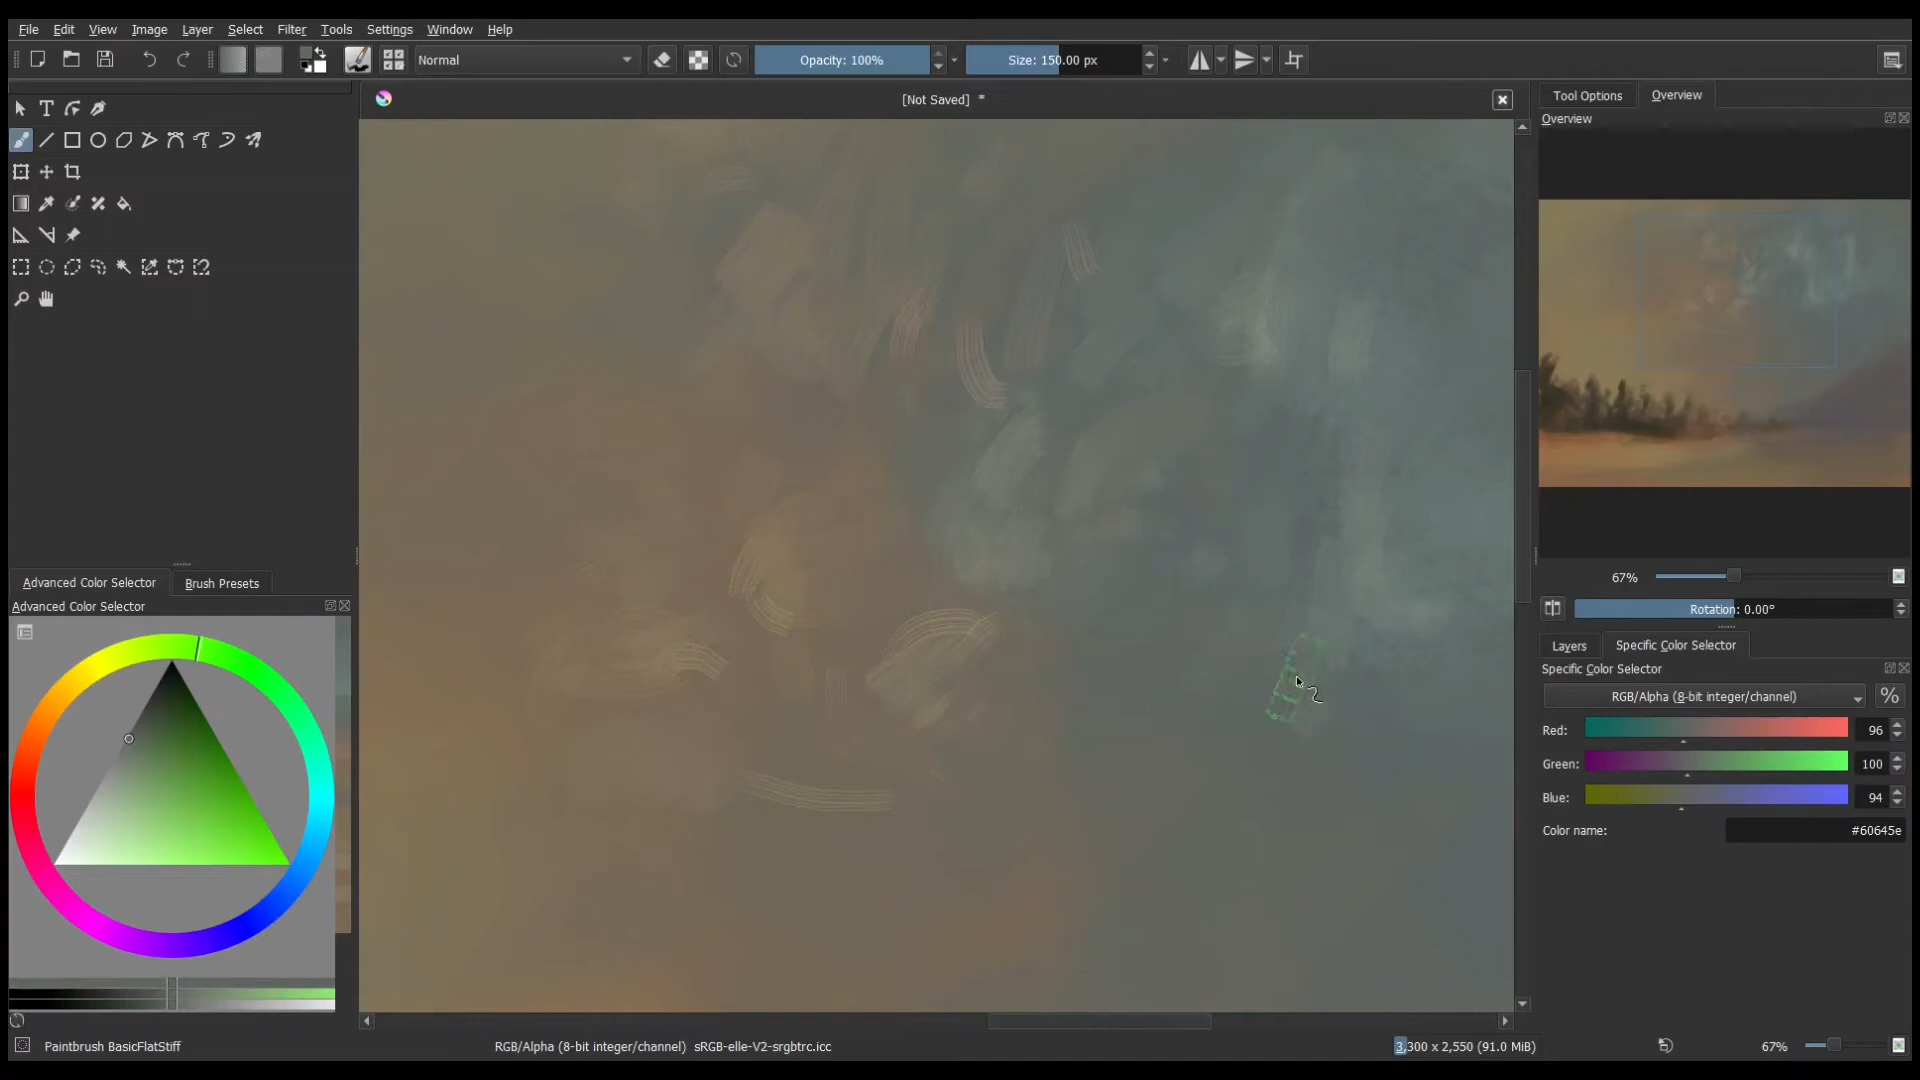 File Edit View Image Layer Select Filter Tools Settings Window Help
Normal Opacity: 100% Size: 150.00 px
[Not Saved] *
Tool Options Overview
Overview
67%
Rotation: 0.00°
Advanced Color Selector Brush Presets
Advanced Color Selector
Layers Specific Color Selector
Specific Color Selector
RGB/Alpha (8-bit integer/channel) %
Red: 96
Green: 100
Blue: 94
Color name: #60645e
Paintbrush BasicFlatStiff RGB/Alpha (8-bit integer/channel) sRGB-elle-V2-srgbtrc.icc 3,300 x 2,550 (91.0 MiB) 67%